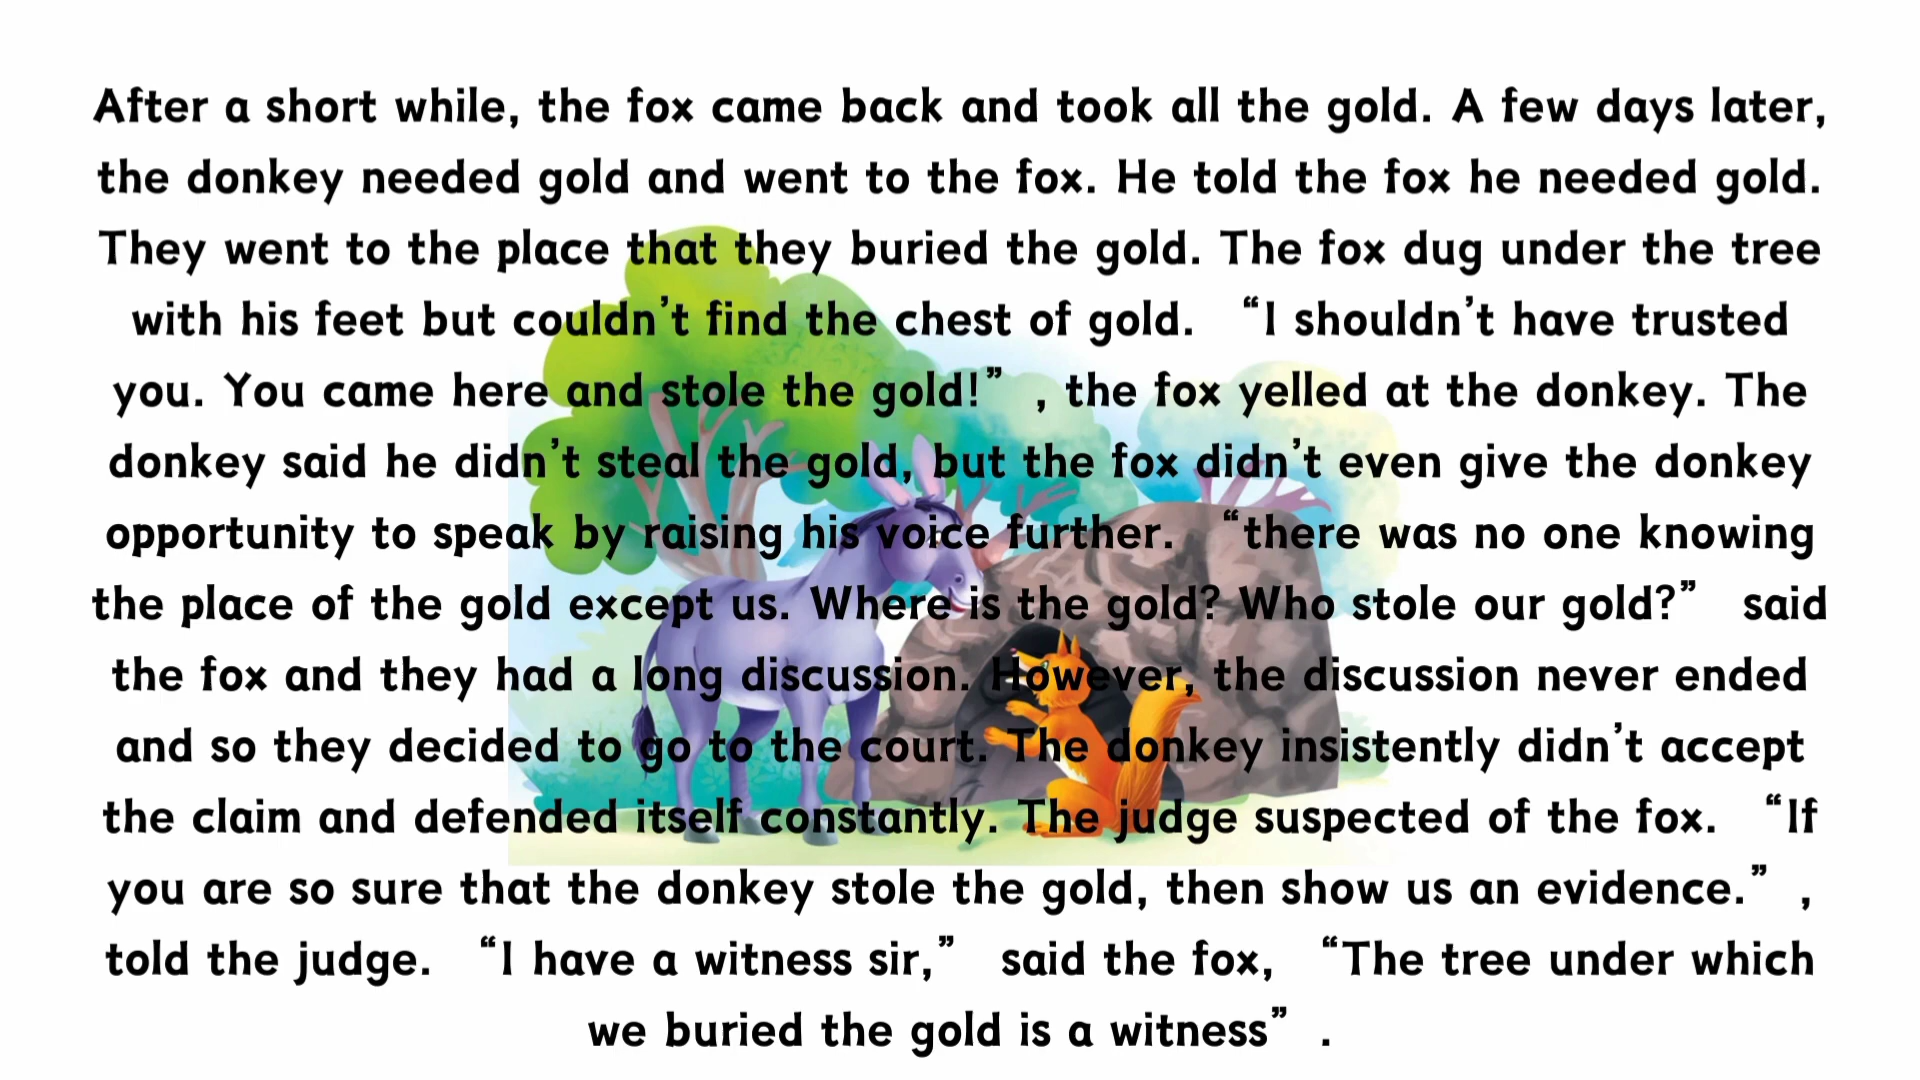 After a short while, the fox came back and took all the gold. A few days later,
the donkey needed gold and went to the fox. He told the fox he needed gold.
They went to the place that they buried the gold. The fox dug under the tree
with his feet but couldn’t find the chest of gold. “I shouldn’t have trusted
you. You came here and stole the gold!” , the fox yelled at the donkey. The
donkey said he didn’t steal the gold, but the fox didn’t even give the donkey
opportunity to speak by raising his voice further. “there was no one knowing
the place of the gold except us. Where is the gold? Who stole our gold?” said
the fox and they had a long discussion. However, the discussion never ended
and so they decided to go to the court. The donkey insistently didn’t accept
the claim and defended itself constantly. The judge suspected of the fox. “If
you are so sure that the donkey stole the gold, then show us an evidence.” ,
told the judge. “I have a witness sir,” said the fox, “The tree under which
we buried the gold is a witness” .